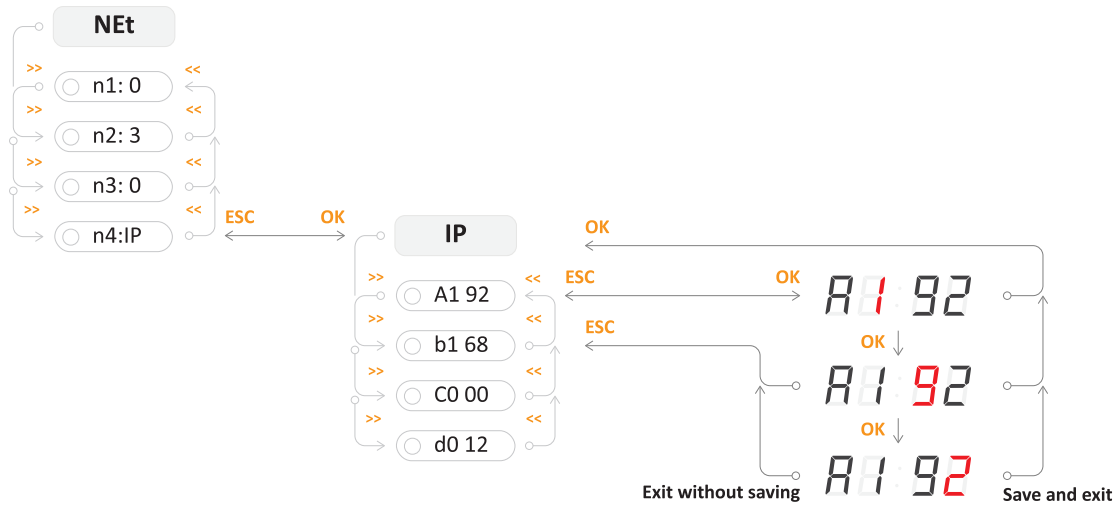 NEt
>> <<
n1: 0
>> <<
n2: 3
>> <<
n3: 0
>> <<
n4:IP
ESC OK
IP
>> <<
A1 92
>> <<
b1 68
>> <<
C0 00
>> <<
d0 12
OK
ESC OK
A1 92
OK
ESC
A1 92
OK
A1 92
Exit without saving
Save and exit